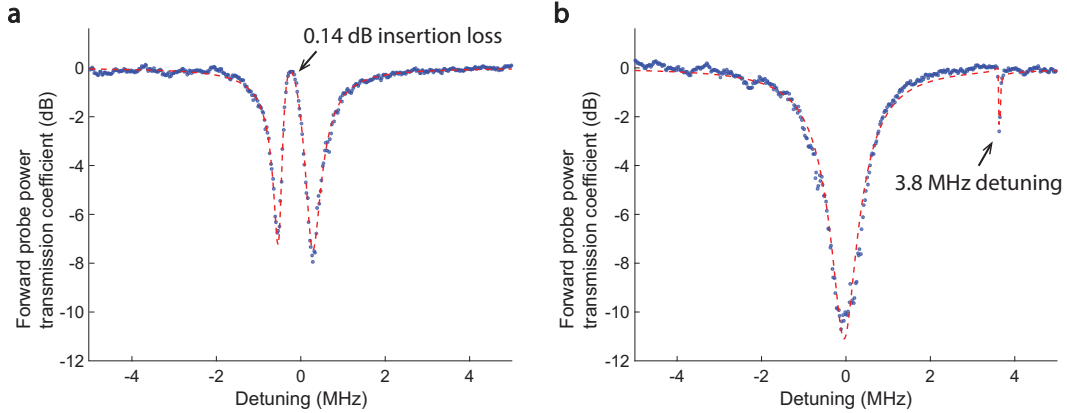 a
0.14 dB insertion loss
Forward probe power
transmission coefficient (dB)
0
-2
-4
-6
-8
-10
-12
-4
-2
0
2
4
Detuning (MHz)
b
3.8 MHz detuning
Forward probe power
transmission coefficient (dB)
0
-2
-4
-6
-8
-10
-12
-4
-2
0
2
4
Detuning (MHz)